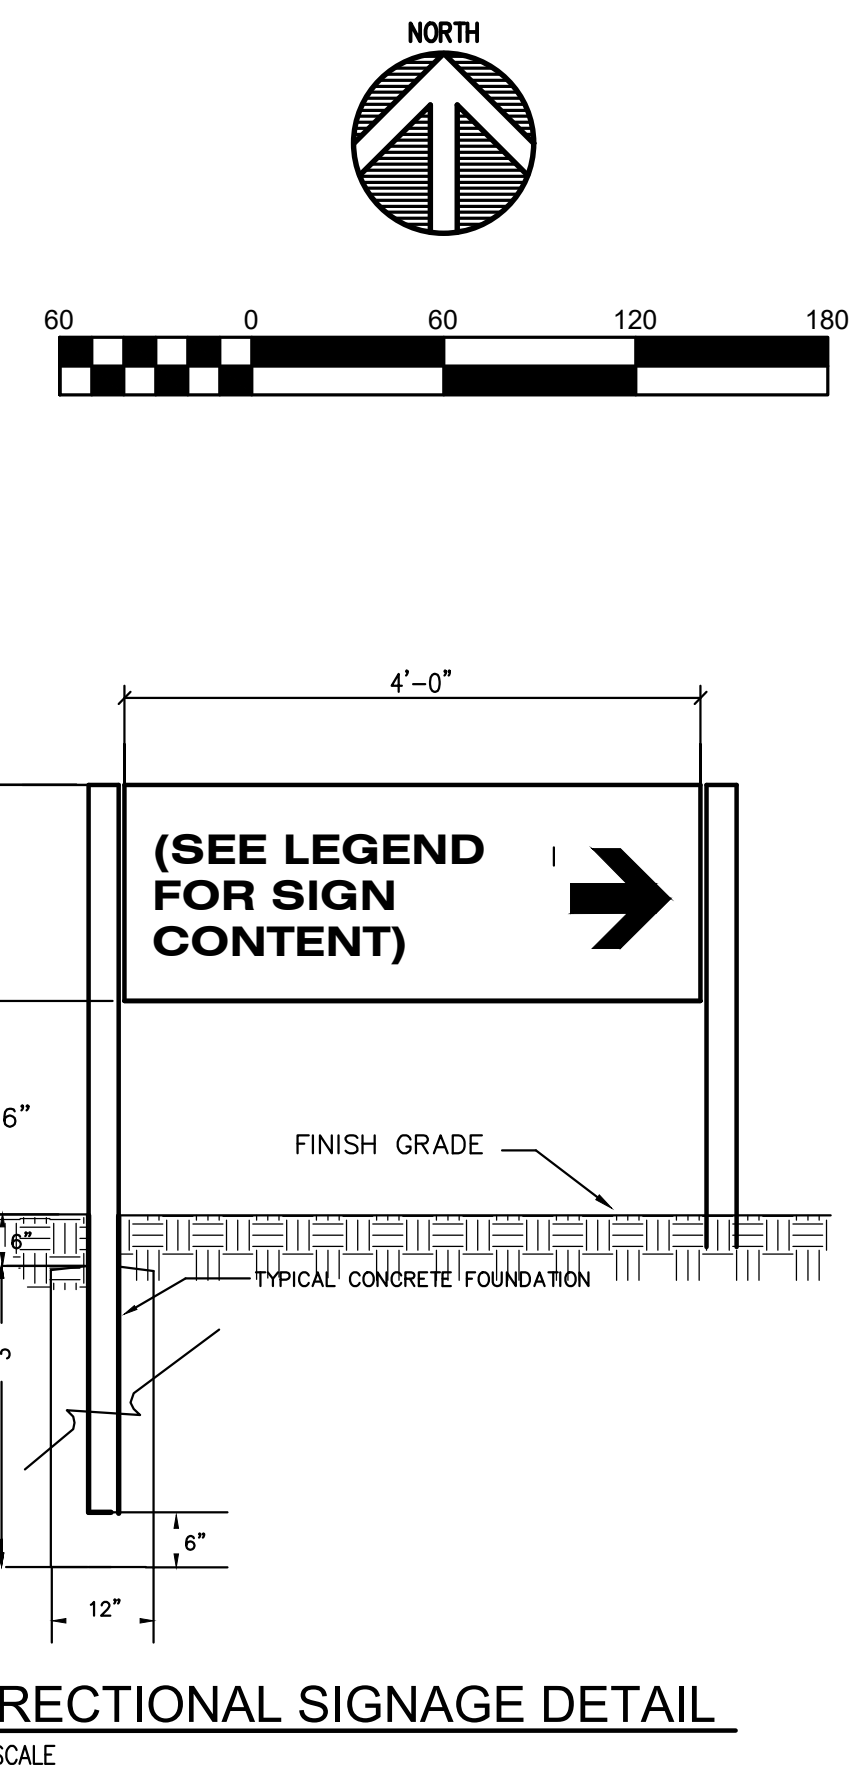 NORTH
60 0 60 120 180
4'-0"
(SEE LEGEND
FOR SIGN
CONTENT)
6"
FINISH GRADE
6"
TYPICAL CONCRETE FOUNDATION
6"
12"
RECTIONAL SIGNAGE DETAIL
SCALE